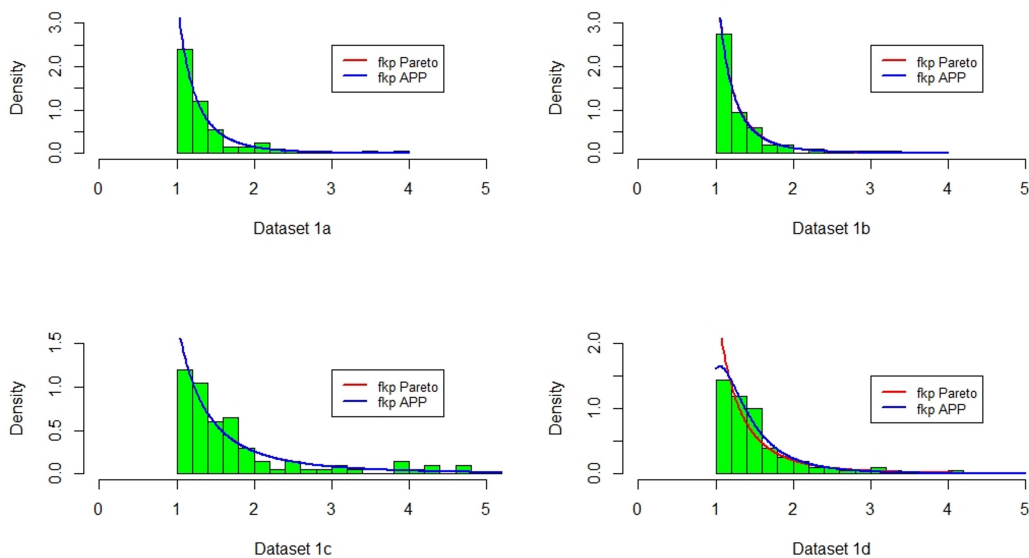 Density
3.0
2.0
1.0
0.0
fkp Pareto
fkp APP
0 1 2 3 4 5
Dataset 1a
Density
3.0
2.0
1.0
0.0
fkp Pareto
fkp APP
0 1 2 3 4 5
Dataset 1b
Density
1.5
1.0
0.5
0.0
fkp Pareto
fkp APP
0 1 2 3 4 5
Dataset 1c
Density
2.0
1.0
0.0
fkp Pareto
fkp APP
0 1 2 3 4 5
Dataset 1d